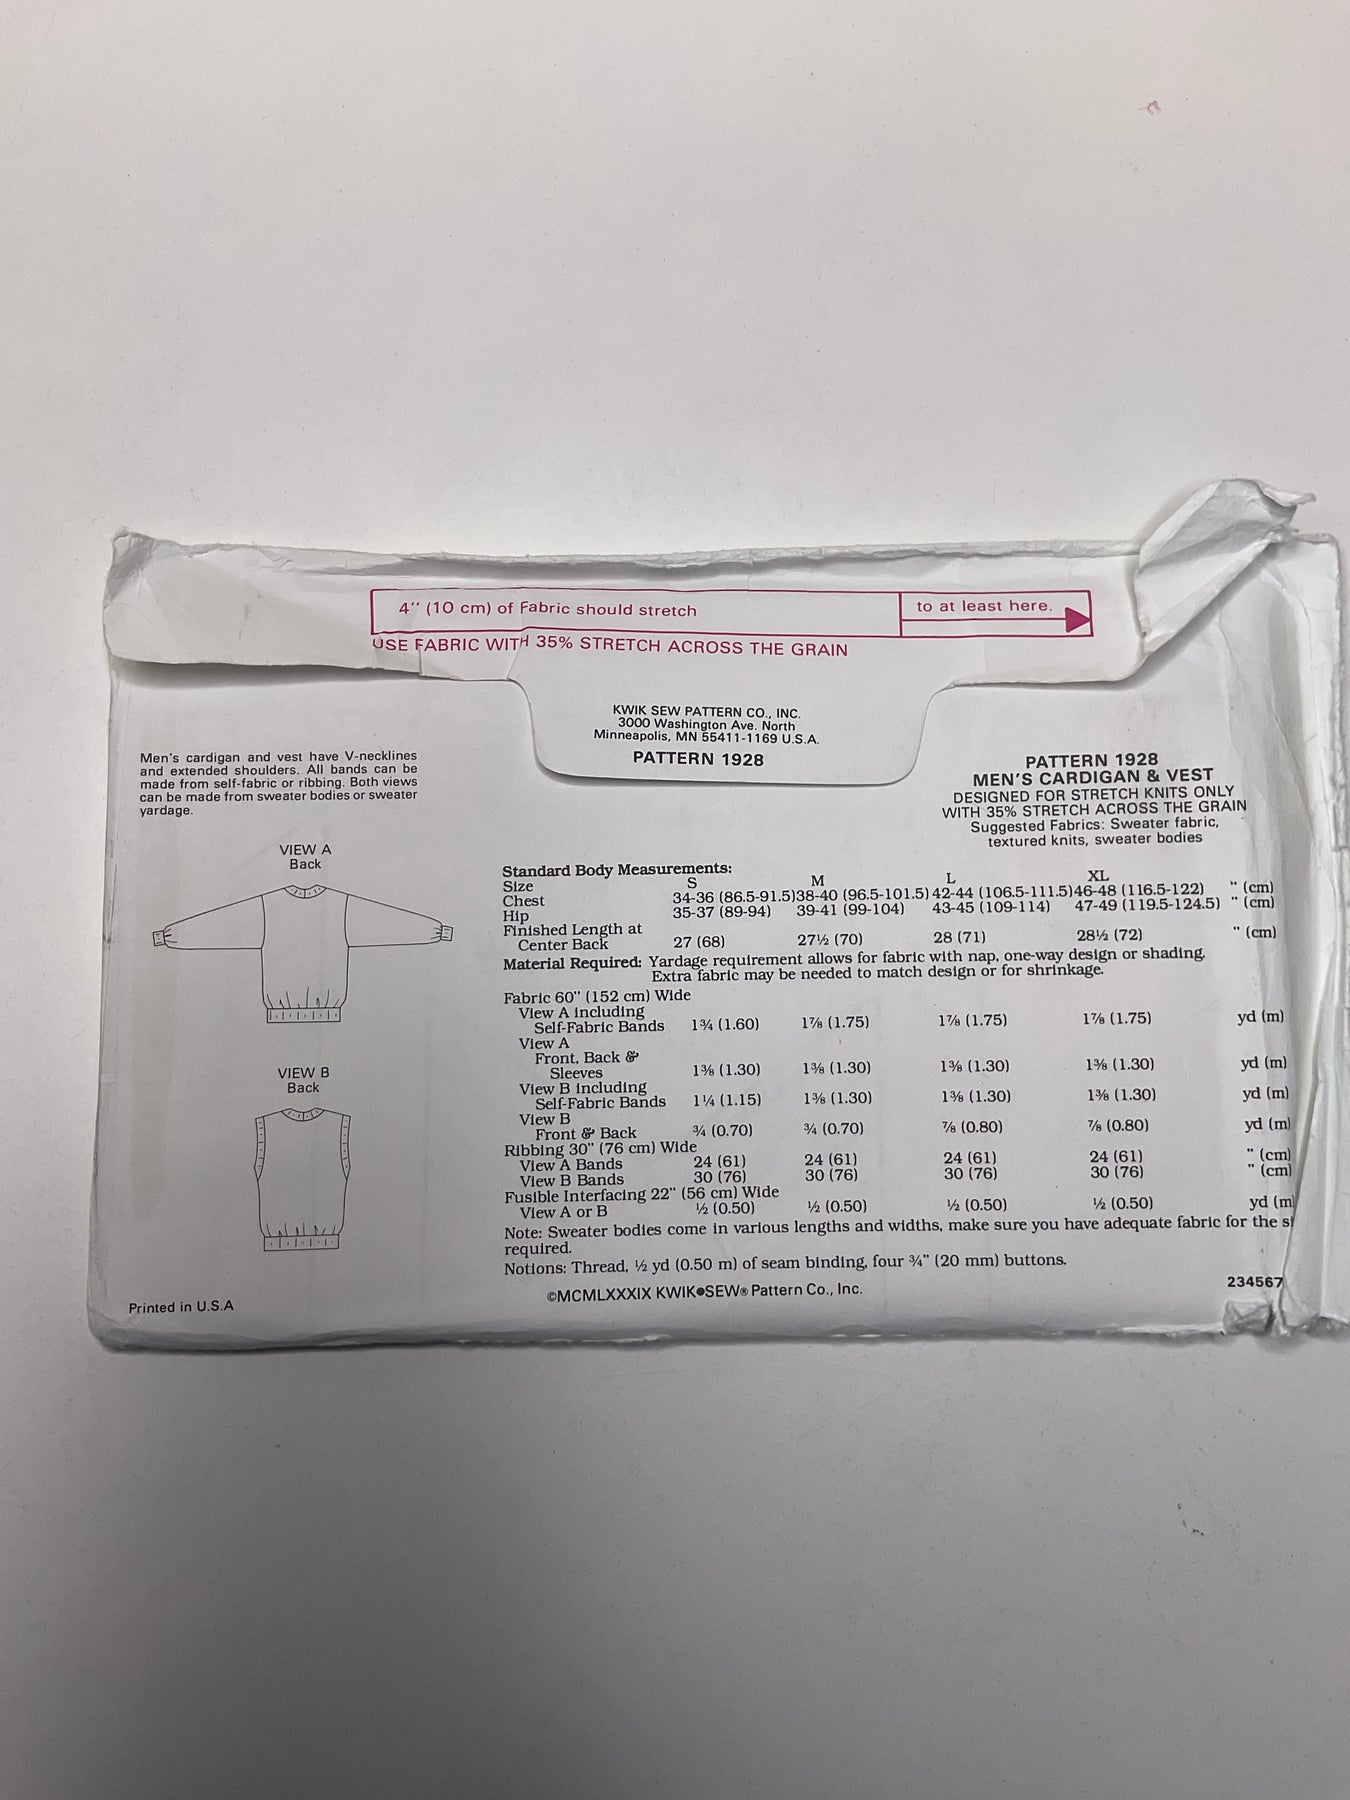 4" (10 cm) of Fabric should stretch to at least here.
USE FABRIC WITH 35% STRETCH ACROSS THE GRAIN
KWIK SEW PATTERN CO., INC.
3000 Washington Ave. North
Minneapolis, MN 55411-1169 U.S.A.
PATTERN 1928
Men's cardigan and vest have V-necklines
and extended shoulders. All bands can be
made from self-fabric or ribbing. Both views
can be made from sweater bodies or sweater
yardage.
VIEW A
Back
VIEW B
Back
Printed in U.S.A
PATTERN 1928
MEN'S CARDIGAN & VEST
DESIGNED FOR STRETCH KNITS ONLY
WITH 35% STRETCH ACROSS THE GRAIN
Suggested Fabrics: Sweater fabric,
textured knits, sweater bodies
Standard Body Measurements:
Size S M L XL
Chest 34-36 (86.5-91.5) 38-40 (96.5-101.5) 42-44 (106.5-111.5) 46-48 (116.5-122) " (cm)
Hip 35-37 (89-94) 39-41 (99-104) 43-45 (109-114) 47-49 (119.5-124.5) " (cm)
Finished Length at
Center Back 27 (68) 27½ (70) 28 (71) 28½ (72) " (cm)
Material Required: Yardage requirement allows for fabric with nap, one-way design or shading.
Extra fabric may be needed to match design or for shrinkage.
Fabric 60" (152 cm) Wide
View A including
Self-Fabric Bands 1¾ (1.60) 1⅞ (1.75) 1⅞ (1.75) 1⅞ (1.75) yd (m)
View A
Front, Back &
Sleeves 1⅜ (1.30) 1⅜ (1.30) 1⅜ (1.30) 1⅜ (1.30) yd (m)
View B including
Self-Fabric Bands 1¼ (1.15) 1⅜ (1.30) 1⅜ (1.30) 1⅜ (1.30) yd (m)
View B
Front & Back ¾ (0.70) ¾ (0.70) ⅞ (0.80) ⅞ (0.80) yd (m)
Ribbing 30" (76 cm) Wide
View A Bands 24 (61) 24 (61) 24 (61) 24 (61) " (cm)
View B Bands 30 (76) 30 (76) 30 (76) 30 (76) " (cm)
Fusible Interfacing 22" (56 cm) Wide
View A or B ½ (0.50) ½ (0.50) ½ (0.50) ½ (0.50) yd (m
Note: Sweater bodies come in various lengths and widths, make sure you have adequate fabric for the
required.
Notions: Thread, ½ yd (0.50 m) of seam binding, four ¾" (20 mm) buttons.
©MCMLXXXIX KWIK•SEW® Pattern Co., Inc.
234567